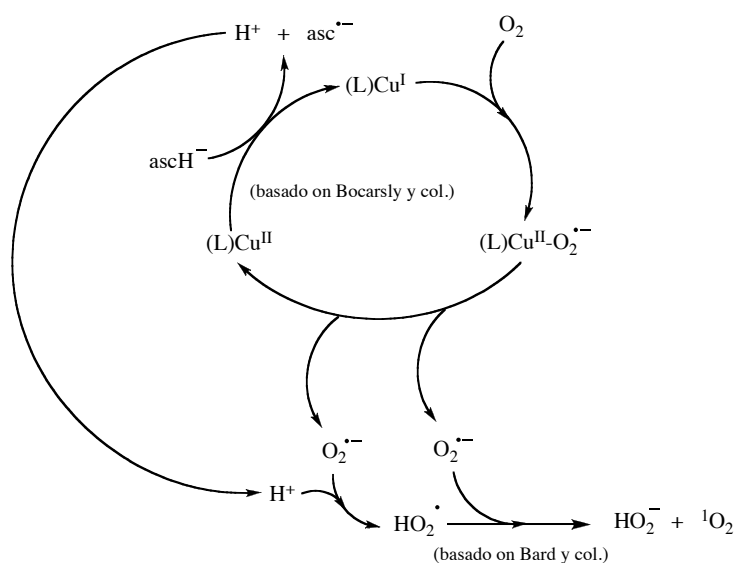 H⁺ + asc•⁻
O₂
(L)Cuᴵ
ascH⁻
(basado on Bocarsly y col.)
(L)Cuᴵᴵ
(L)Cuᴵᴵ-O₂•⁻
O₂•⁻
O₂•⁻
H⁺
HO₂•
HO₂⁻ + ¹O₂
(basado on Bard y col.)